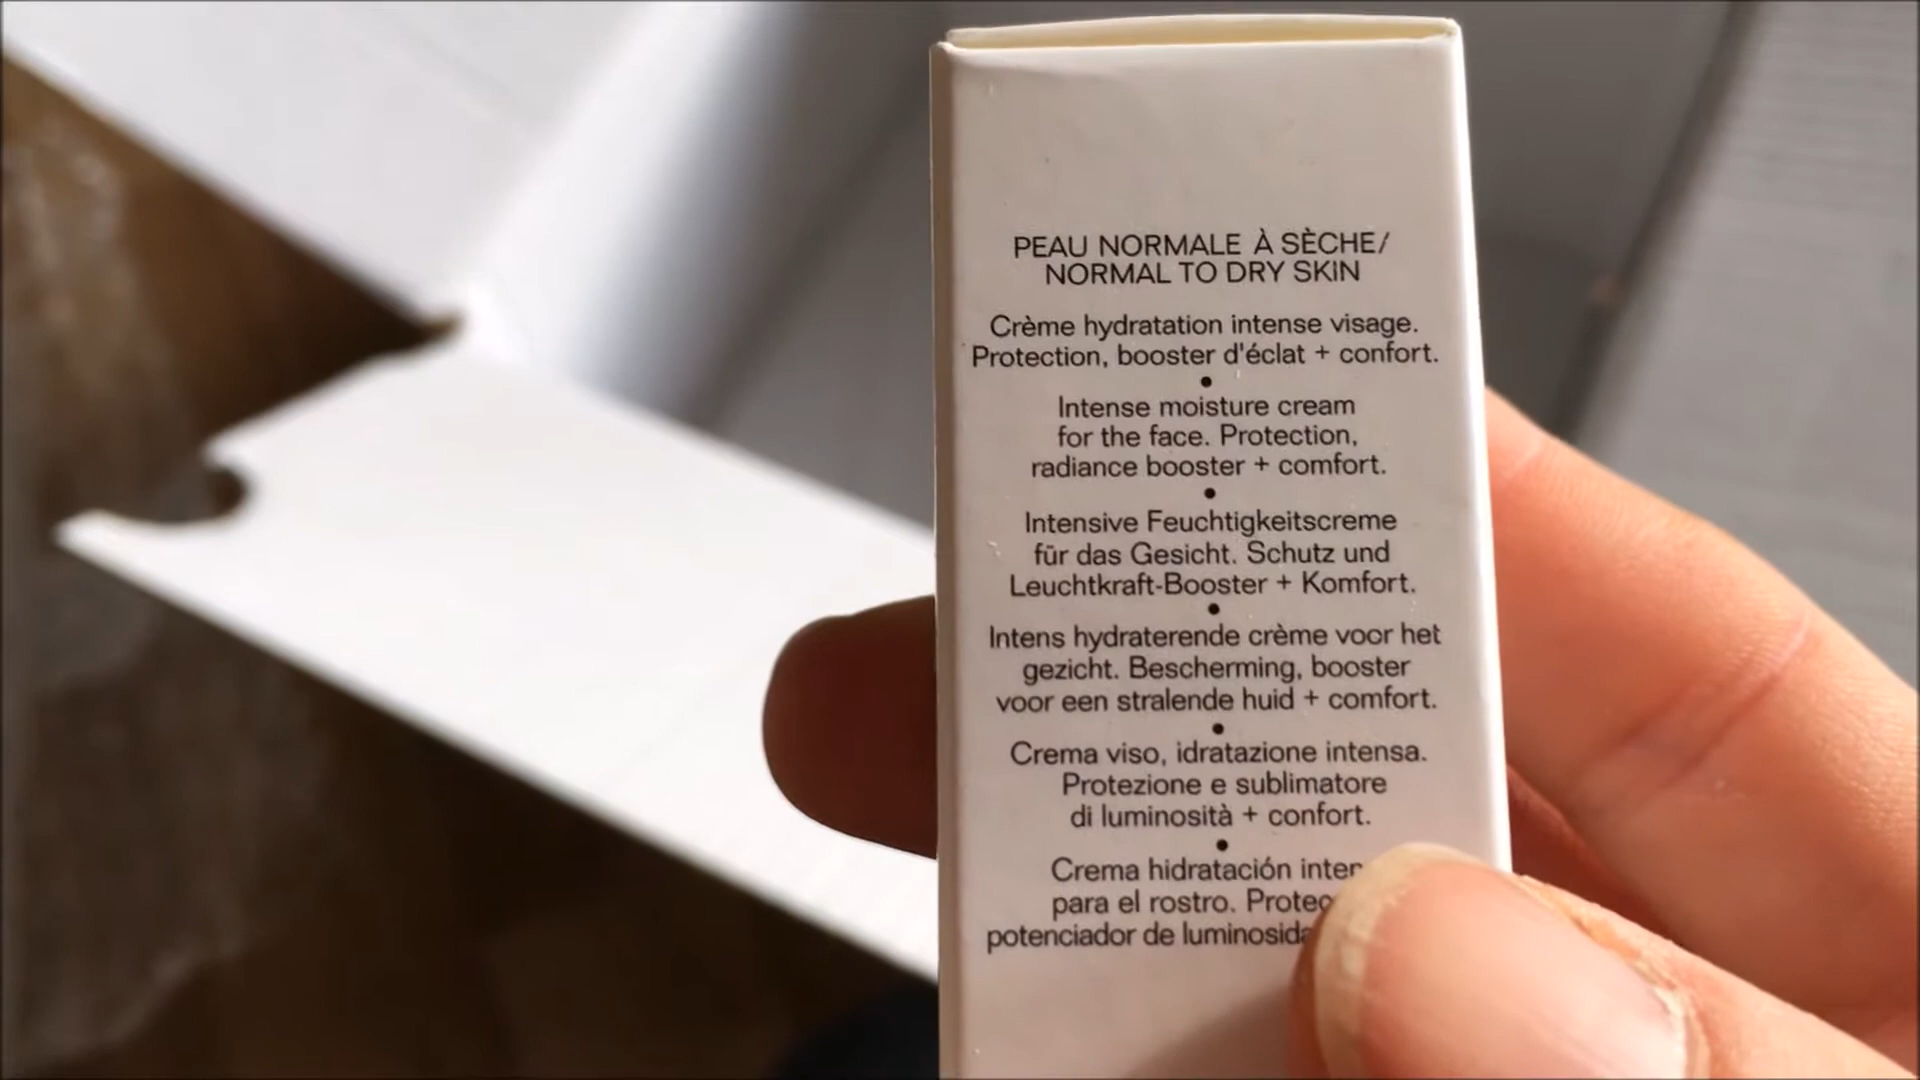 PEAU NORMALE À SÈCHE/
NORMAL TO DRY SKIN
Crème hydratation intense visage.
Protection, booster d'éclat + confort.
•
Intense moisture cream
for the face. Protection,
radiance booster + comfort.
•
Intensive Feuchtigkeitscreme
für das Gesicht. Schutz und
Leuchtkraft-Booster + Komfort.
•
Intens hydraterende crème voor het
gezicht. Bescherming, booster
voor een stralende huid + comfort.
•
Crema viso, idratazione intensa.
Protezione e sublimatore
di luminosità + confort.
•
Crema hidratación
para el rostro.
potenciador de